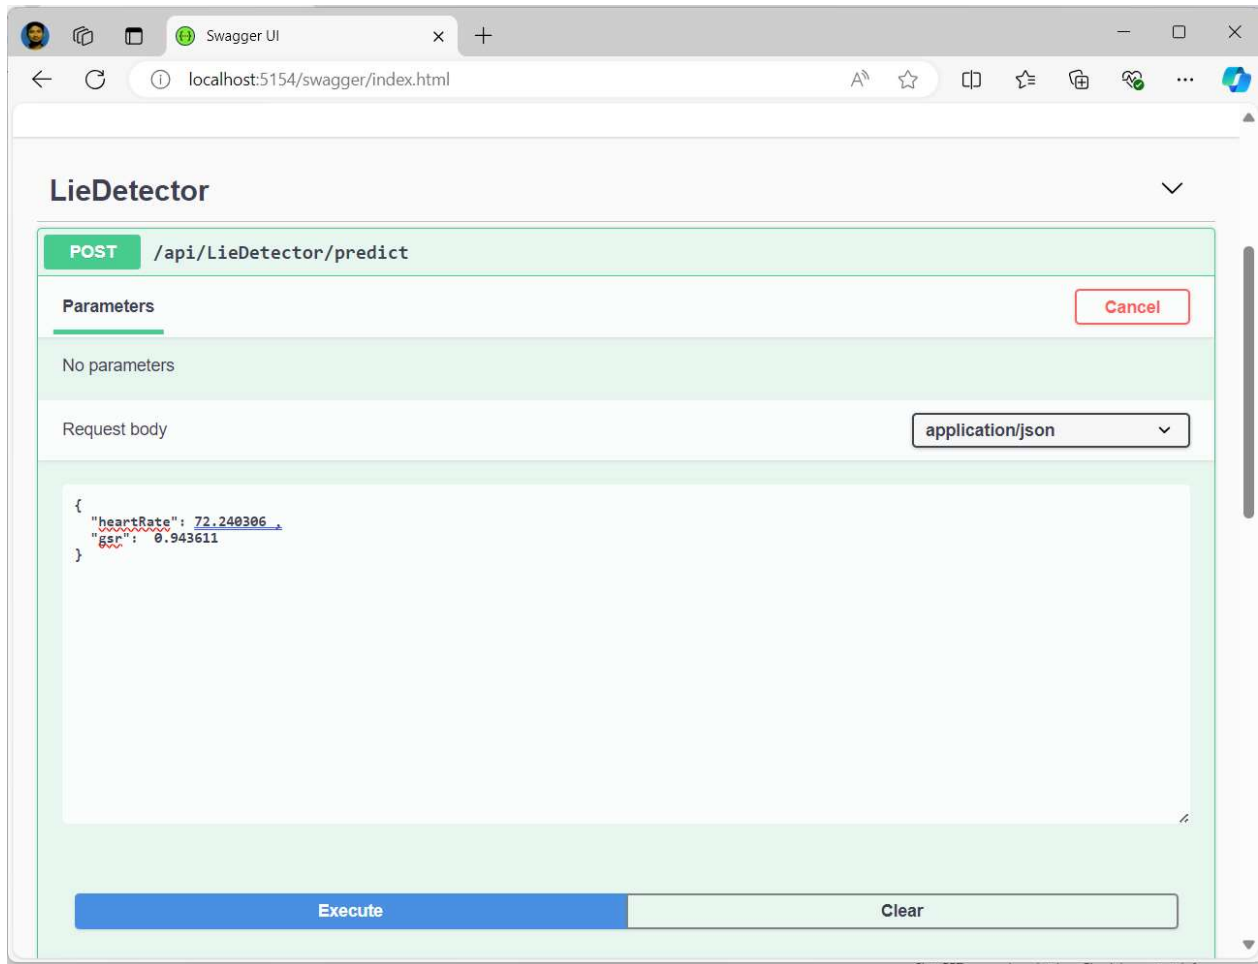 Swagger UI
localhost:5154/swagger/index.html
LieDetector
POST /api/LieDetector/predict
Parameters
Cancel
No parameters
Request body
application/json
{
"heartRate": 72.240306 ,
"gsr":  0.943611
}
Execute
Clear